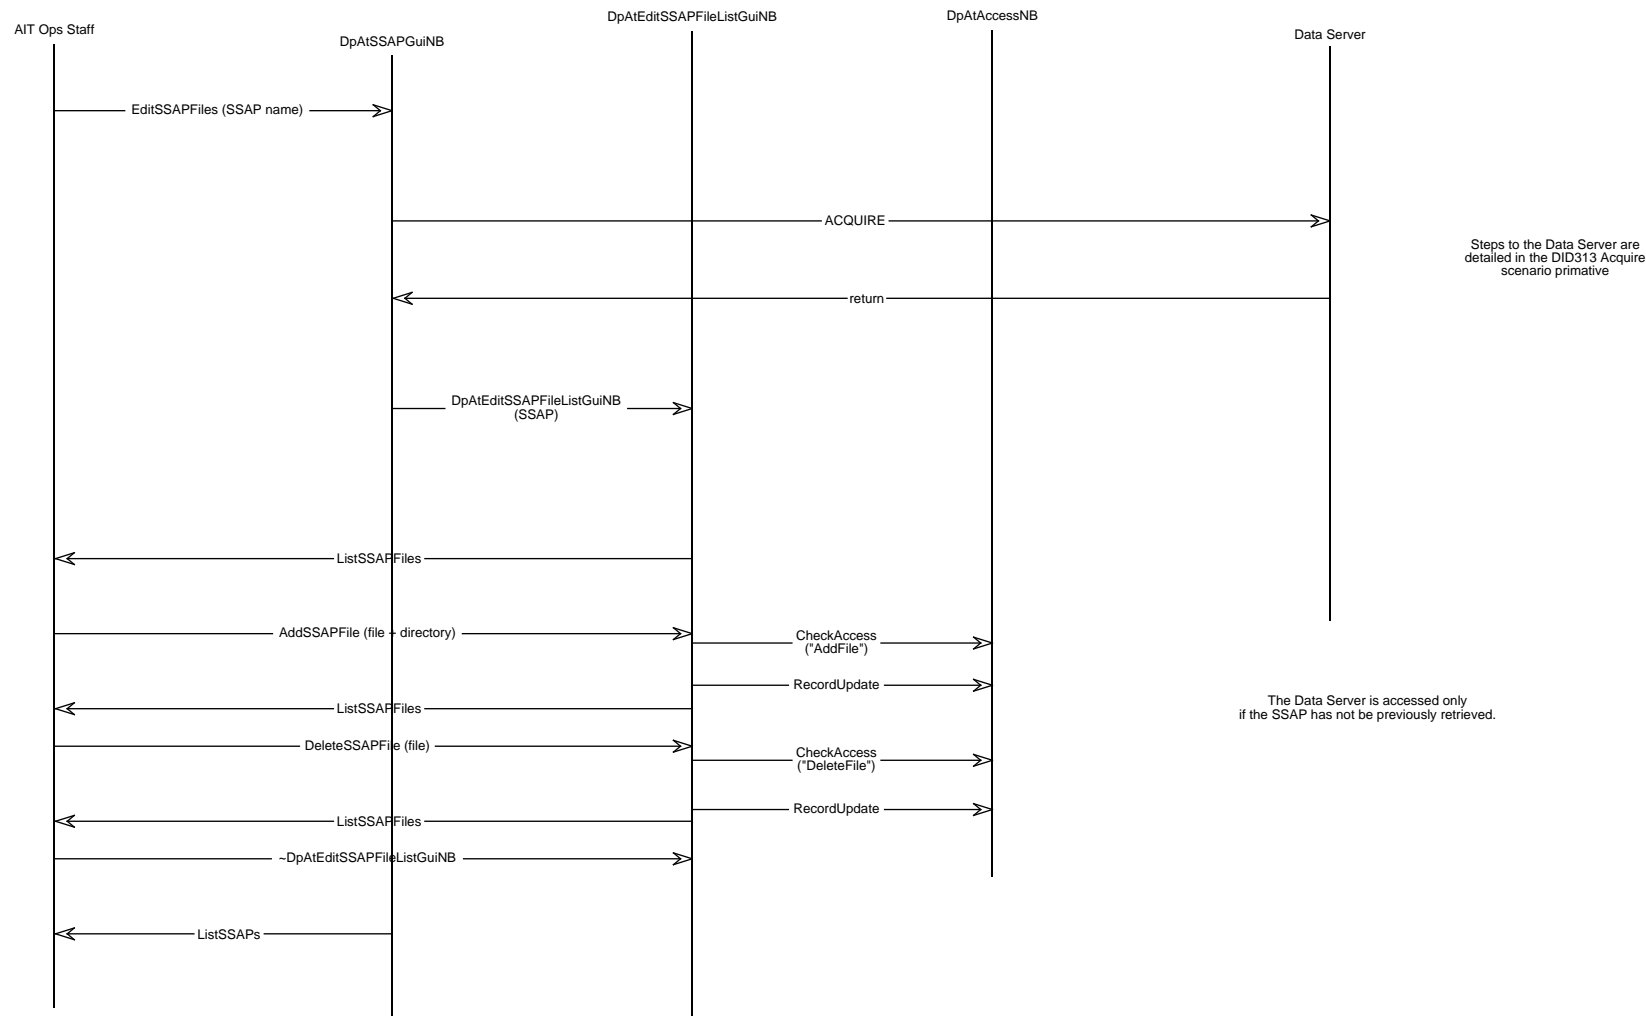 AIT Ops Staff
DpAtSSAPGuiNB
DpAtEditSSAPFileListGuiNB
DpAtAccessNB
Data Server
EditSSAPFiles (SSAP name)
ACQUIRE
Steps to the Data Server are
detailed in the DID313 Acquire
scenario primative
return
DpAtEditSSAPFileListGuiNB
(SSAP)
ListSSAPFiles
AddSSAPFile (file + directory)
CheckAccess
("AddFile")
RecordUpdate
ListSSAPFiles
The Data Server is accessed only
if the SSAP has not be previously retrieved.
DeleteSSAPFile (file)
CheckAccess
("DeleteFile")
RecordUpdate
ListSSAPFiles
~DpAtEditSSAPFileListGuiNB
ListSSAPs